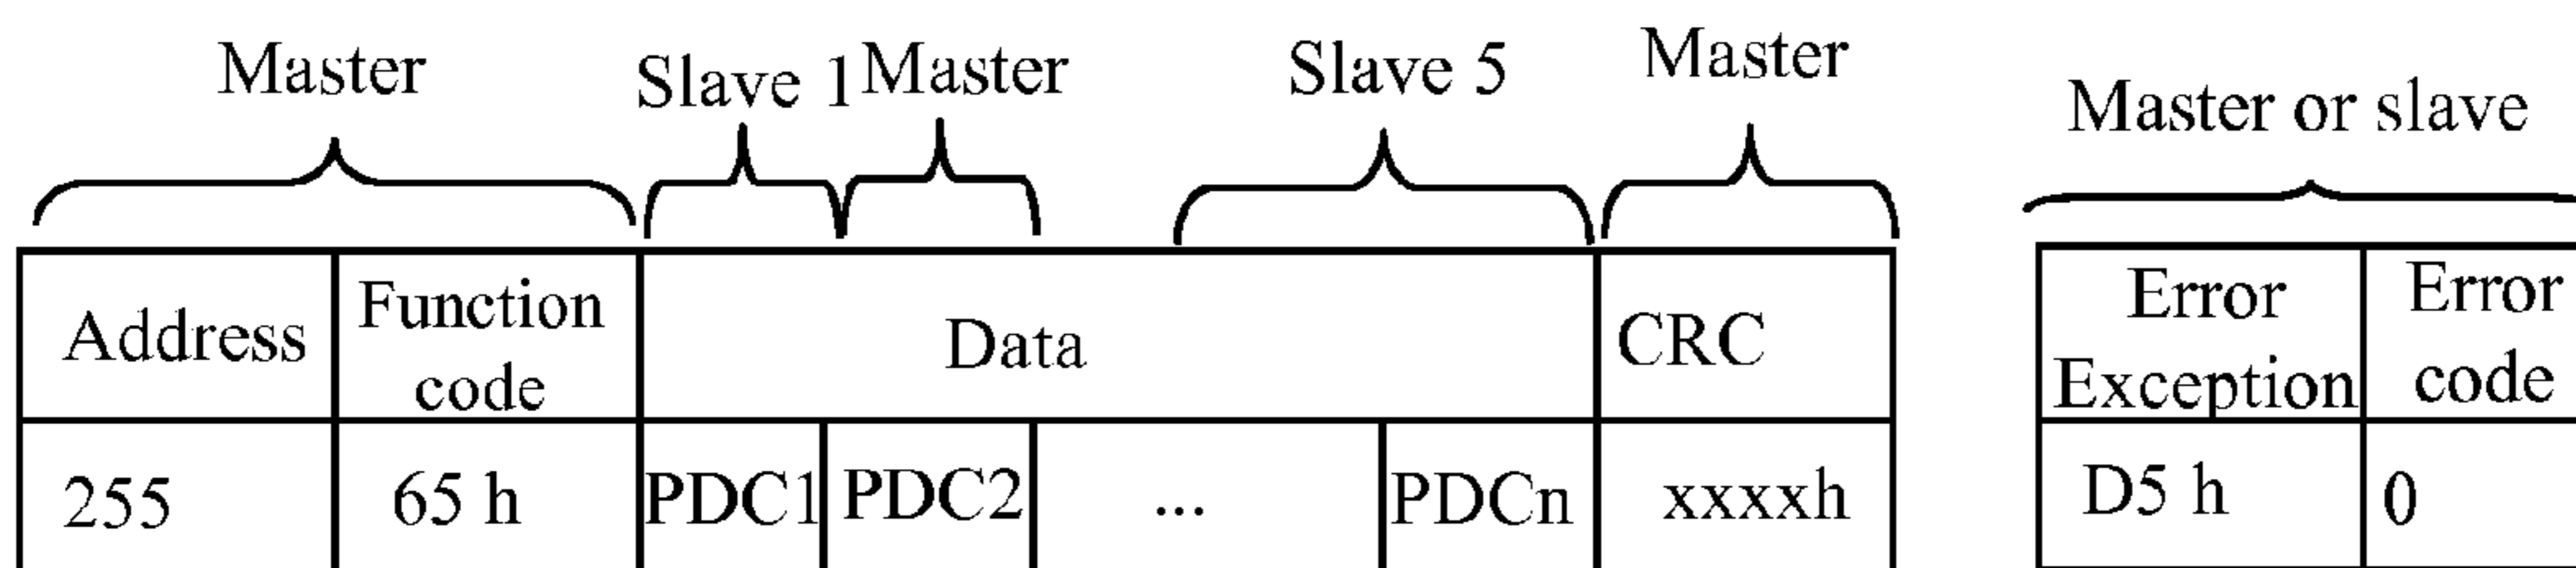 Master Slave 1 Master Slave 5 Master Master or slave
Address Function code Data CRC Error Exception Error code
255 65 h PDC1 PDC2 ... PDCn xxxxh D5 h 0